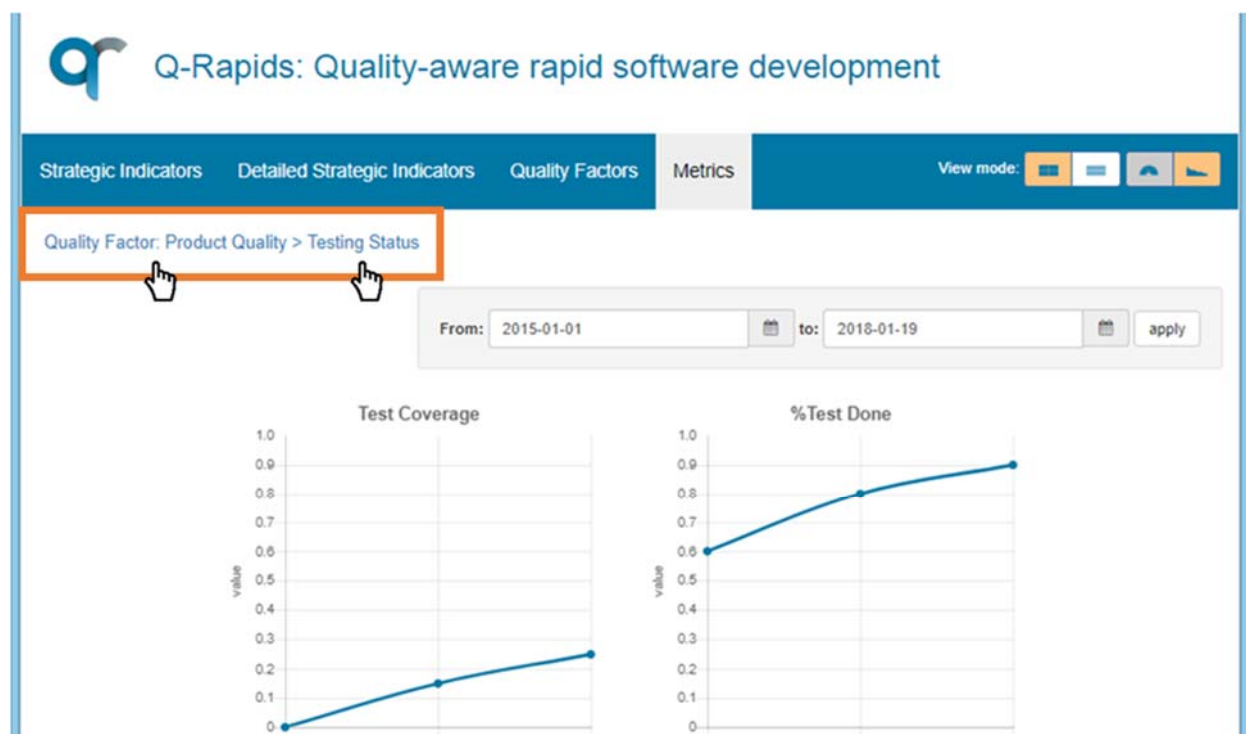 qr
Q-Rapids: Quality-aware rapid software development
Strategic Indicators Detailed Strategic Indicators Quality Factors Metrics View mode:
Quality Factor: Product Quality > Testing Status
From: 2015-01-01 to: 2018-01-19 apply
Test Coverage %Test Done
1.0 1.0
0.9 0.9
0.8 0.8
0.7 0.7
0.6 0.6
value value
0.5 0.5
0.4 0.4
0.3 0.3
0.2 0.2
0.1 0.1
0 0